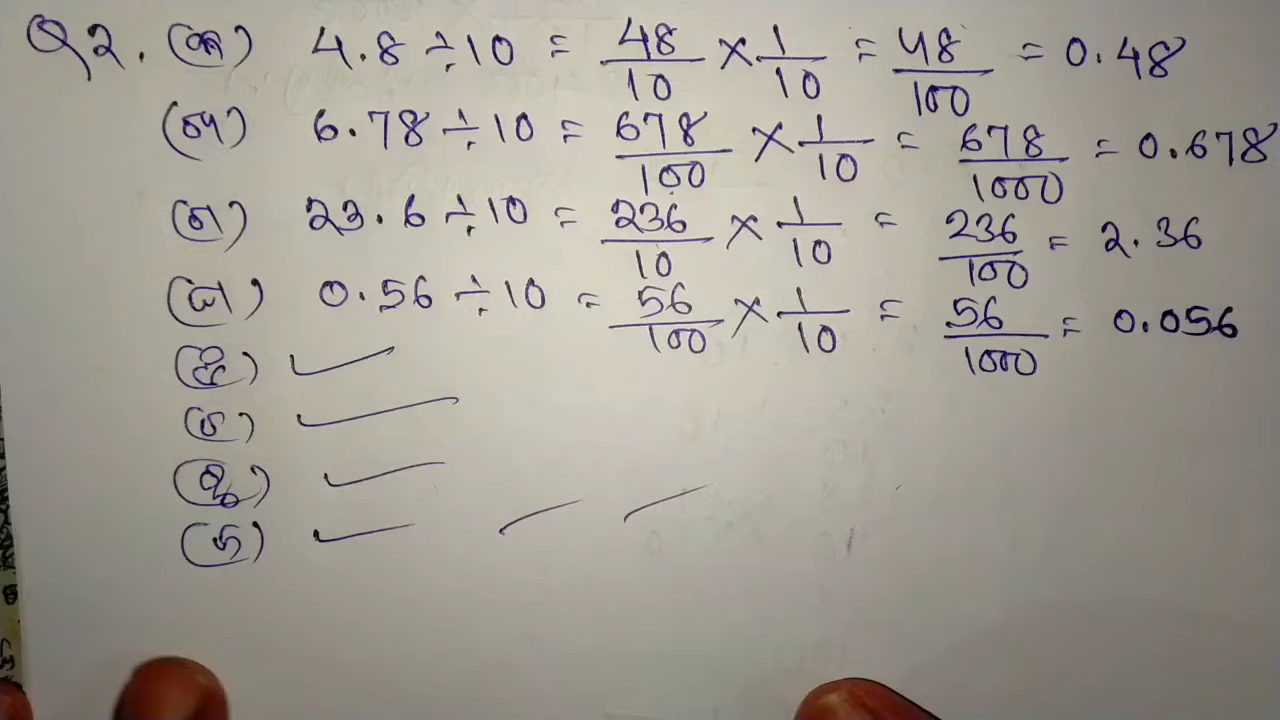 Q2. (ক) 4.8 ÷ 10 = 48/10 × 1/10 = 48/100 = 0.48
(খ) 6.78 ÷ 10 = 678/100 × 1/10 = 678/1000 = 0.678
(গ) 23.6 ÷ 10 = 236/10 × 1/10 = 236/100 = 2.36
(ঘ) 0.56 ÷ 10 = 56/100 × 1/10 = 56/1000 = 0.056
(ঙ)
(চ)
(ছ)
(জ)